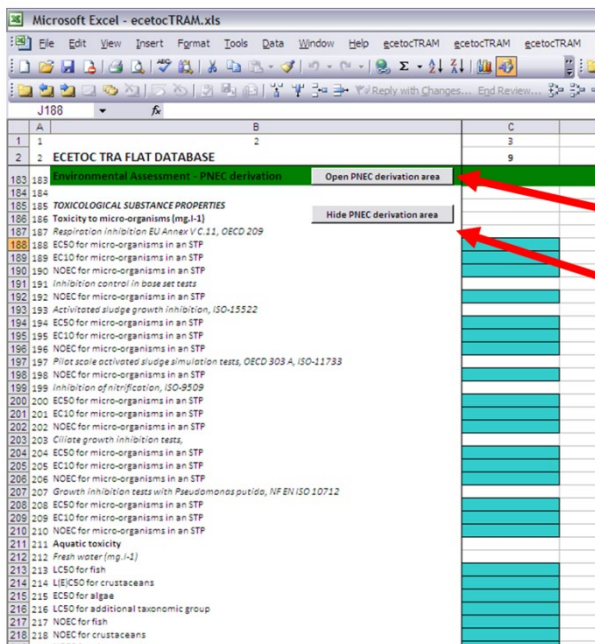 Microsoft Excel - ecetocTRAM.xls
File Edit View Insert Format Tools Data Window Help ecetocTRAM ecetocTRAM ecetocTRAM
Reply with Changes... End Review...
J188 fx
A B C
1 1 2 3
2 2 ECETOC TRA FLAT DATABASE 9
183 183 Environmental Assessment - PNEC derivation Open PNEC derivation area
184 184
185 185 TOXICOLOGICAL SUBSTANCE PROPERTIES
186 186 Toxicity to micro-organisms (mg.l-1) Hide PNEC derivation area
187 187 Respiration inhibition EU Annex V C.11, OECD 209
188 188 EC50 for micro-organisms in an STP
189 189 EC10 for micro-organisms in an STP
190 190 NOEC for micro-organisms in an STP
191 191 Inhibition control in base set tests
192 192 NOEC for micro-organisms in an STP
193 193 Activitated sludge growth inhibition, ISO-15522
194 194 EC50 for micro-organisms in an STP
195 195 EC10 for micro-organisms in an STP
196 196 NOEC for micro-organisms in an STP
197 197 Pilot scale activated sludge simulation tests, OECD 303 A, ISO-11733
198 198 NOEC for micro-organisms in an STP
199 199 Inhibition of nitrification, ISO-9509
200 200 EC50 for micro-organisms in an STP
201 201 EC10 for micro-organisms in an STP
202 202 NOEC for micro-organisms in an STP
203 203 Ciliate growth inhibition tests,
204 204 EC50 for micro-organisms in an STP
205 205 EC10 for micro-organisms in an STP
206 206 NOEC for micro-organisms in an STP
207 207 Growth inhibition tests with Pseudomonas putida, NF EN ISO 10712
208 208 EC50 for micro-organisms in an STP
209 209 EC10 for micro-organisms in an STP
210 210 NOEC for micro-organisms in an STP
211 211 Aquatic toxicity
212 212 Fresh water (mg.l-1)
213 213 LC50 for fish
214 214 L(E)C50 for crustaceans
215 215 EC50 for algae
216 216 LC50 for additional taxonomic group
217 217 NOEC for fish
218 218 NOEC for crustaceans